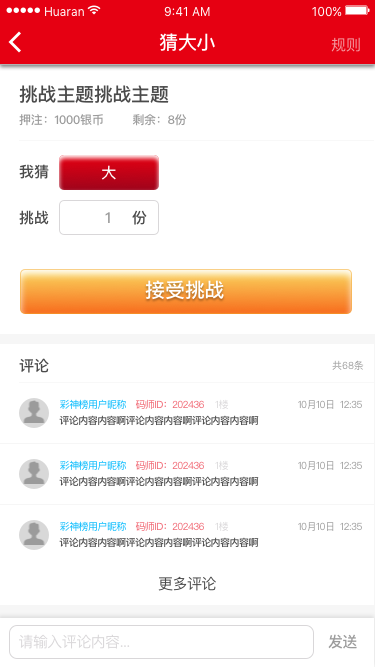 Huaran 9:41 AM 100%
猜大小 规则
挑战主题挑战主题
押注：1000银币 剩余：8份
我猜 大
挑战 1 份
接受挑战
评论 共68条
彩神榜用户昵称 码师ID：202436 1楼 10月10日 12:35
评论内容内容啊评论内容内容啊评论内容啊
彩神榜用户昵称 码师ID：202436 1楼 10月10日 12:35
评论内容内容啊评论内容内容啊评论内容啊
彩神榜用户昵称 码师ID：202436 1楼 10月10日 12:35
评论内容内容啊评论内容内容啊评论内容啊
更多评论
请输入评论内容... 发送